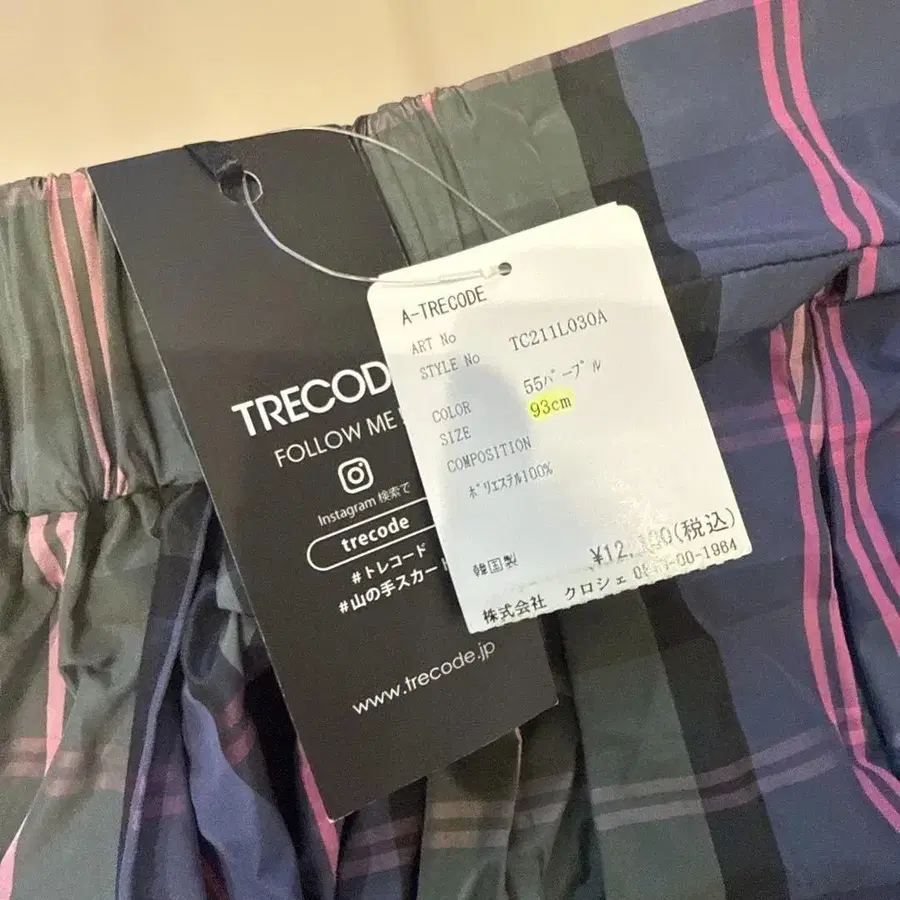 TRECOD
FOLLOW ME
Instagram 検索で
trecode
#トレコード
#山の手スカート
www.trecode.jp
A-TRECODE
ART No
STYLE No TC211L030A
COLOR 55ﾊﾟｰﾌﾟﾙ
SIZE 93cm
COMPOSITION
ﾎﾟﾘｴｽﾃﾙ100%
韓国製
(税込)
株式会社 クロシェ